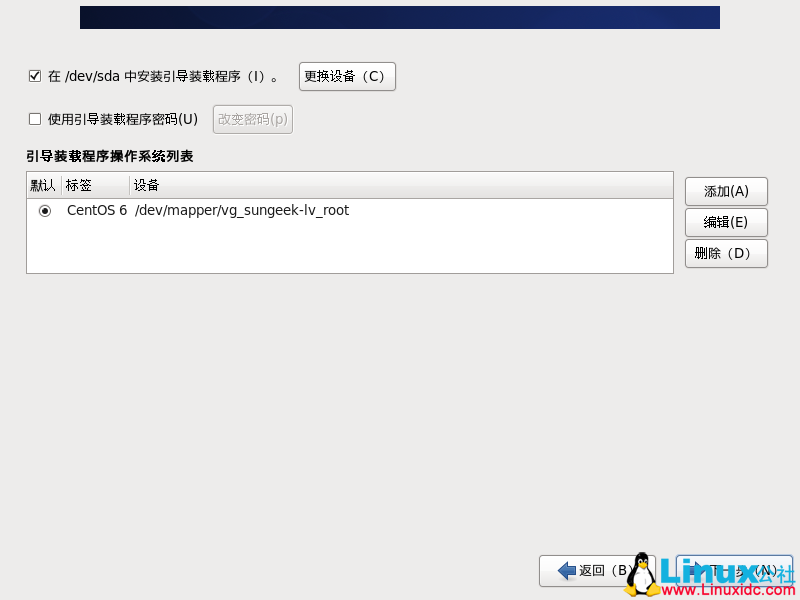 在 /dev/sda 中安装引导装载程序（I）。 更换设备（C）
使用引导装载程序密码(U) 改变密码(p)
引导装载程序操作系统列表
默认 标签 设备
CentOS 6 /dev/mapper/vg_sungeek-lv_root
添加(A)
编辑(E)
删除（D）
返回（B） 下一步（N）
Linux公社
www.Linuxidc.com